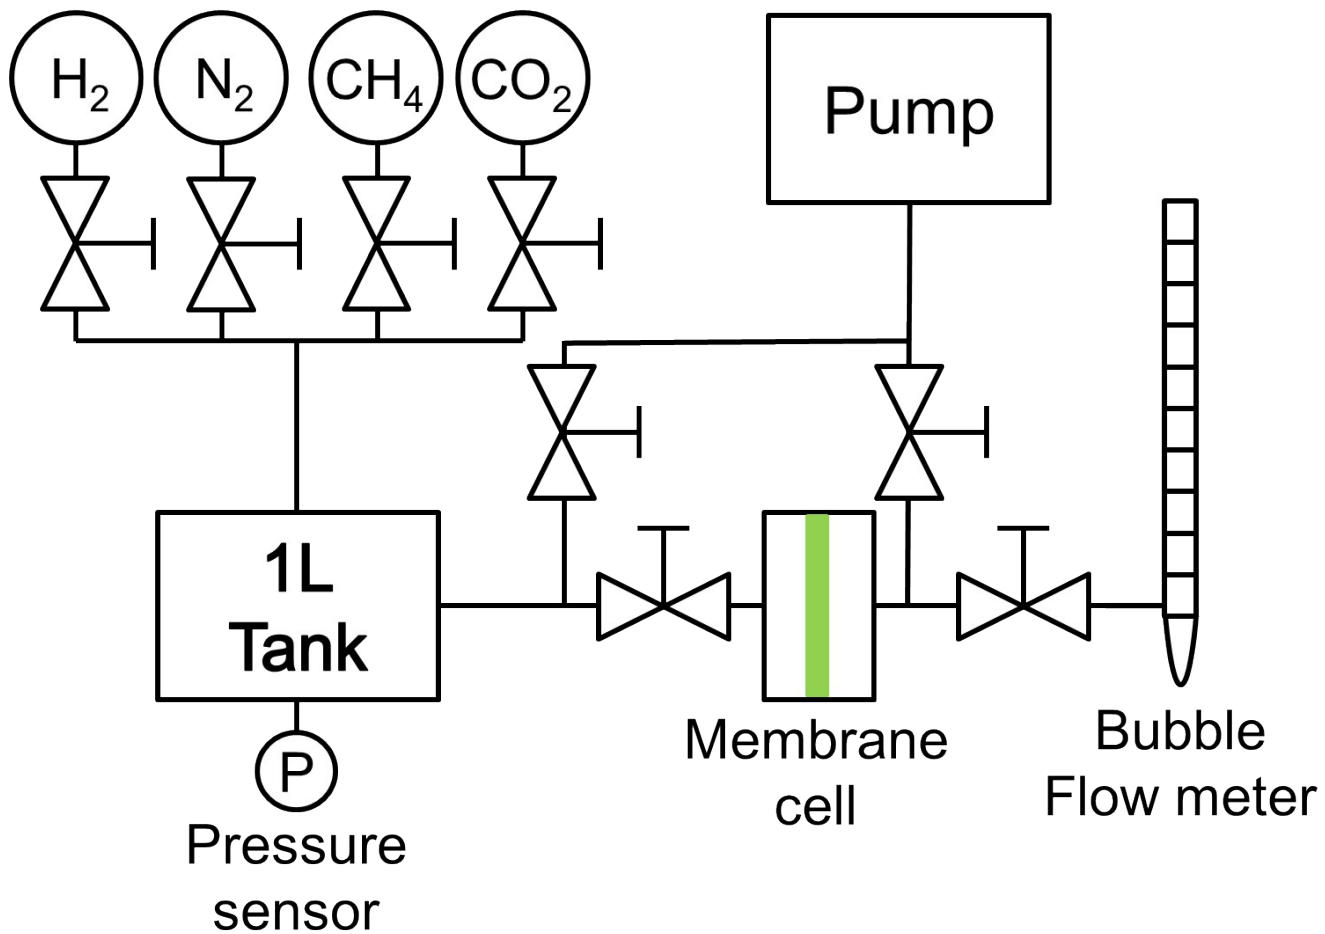 H2
N2
CH4
CO2
Pump
1L
Tank
P
Pressure
sensor
Membrane
cell
Bubble
Flow meter